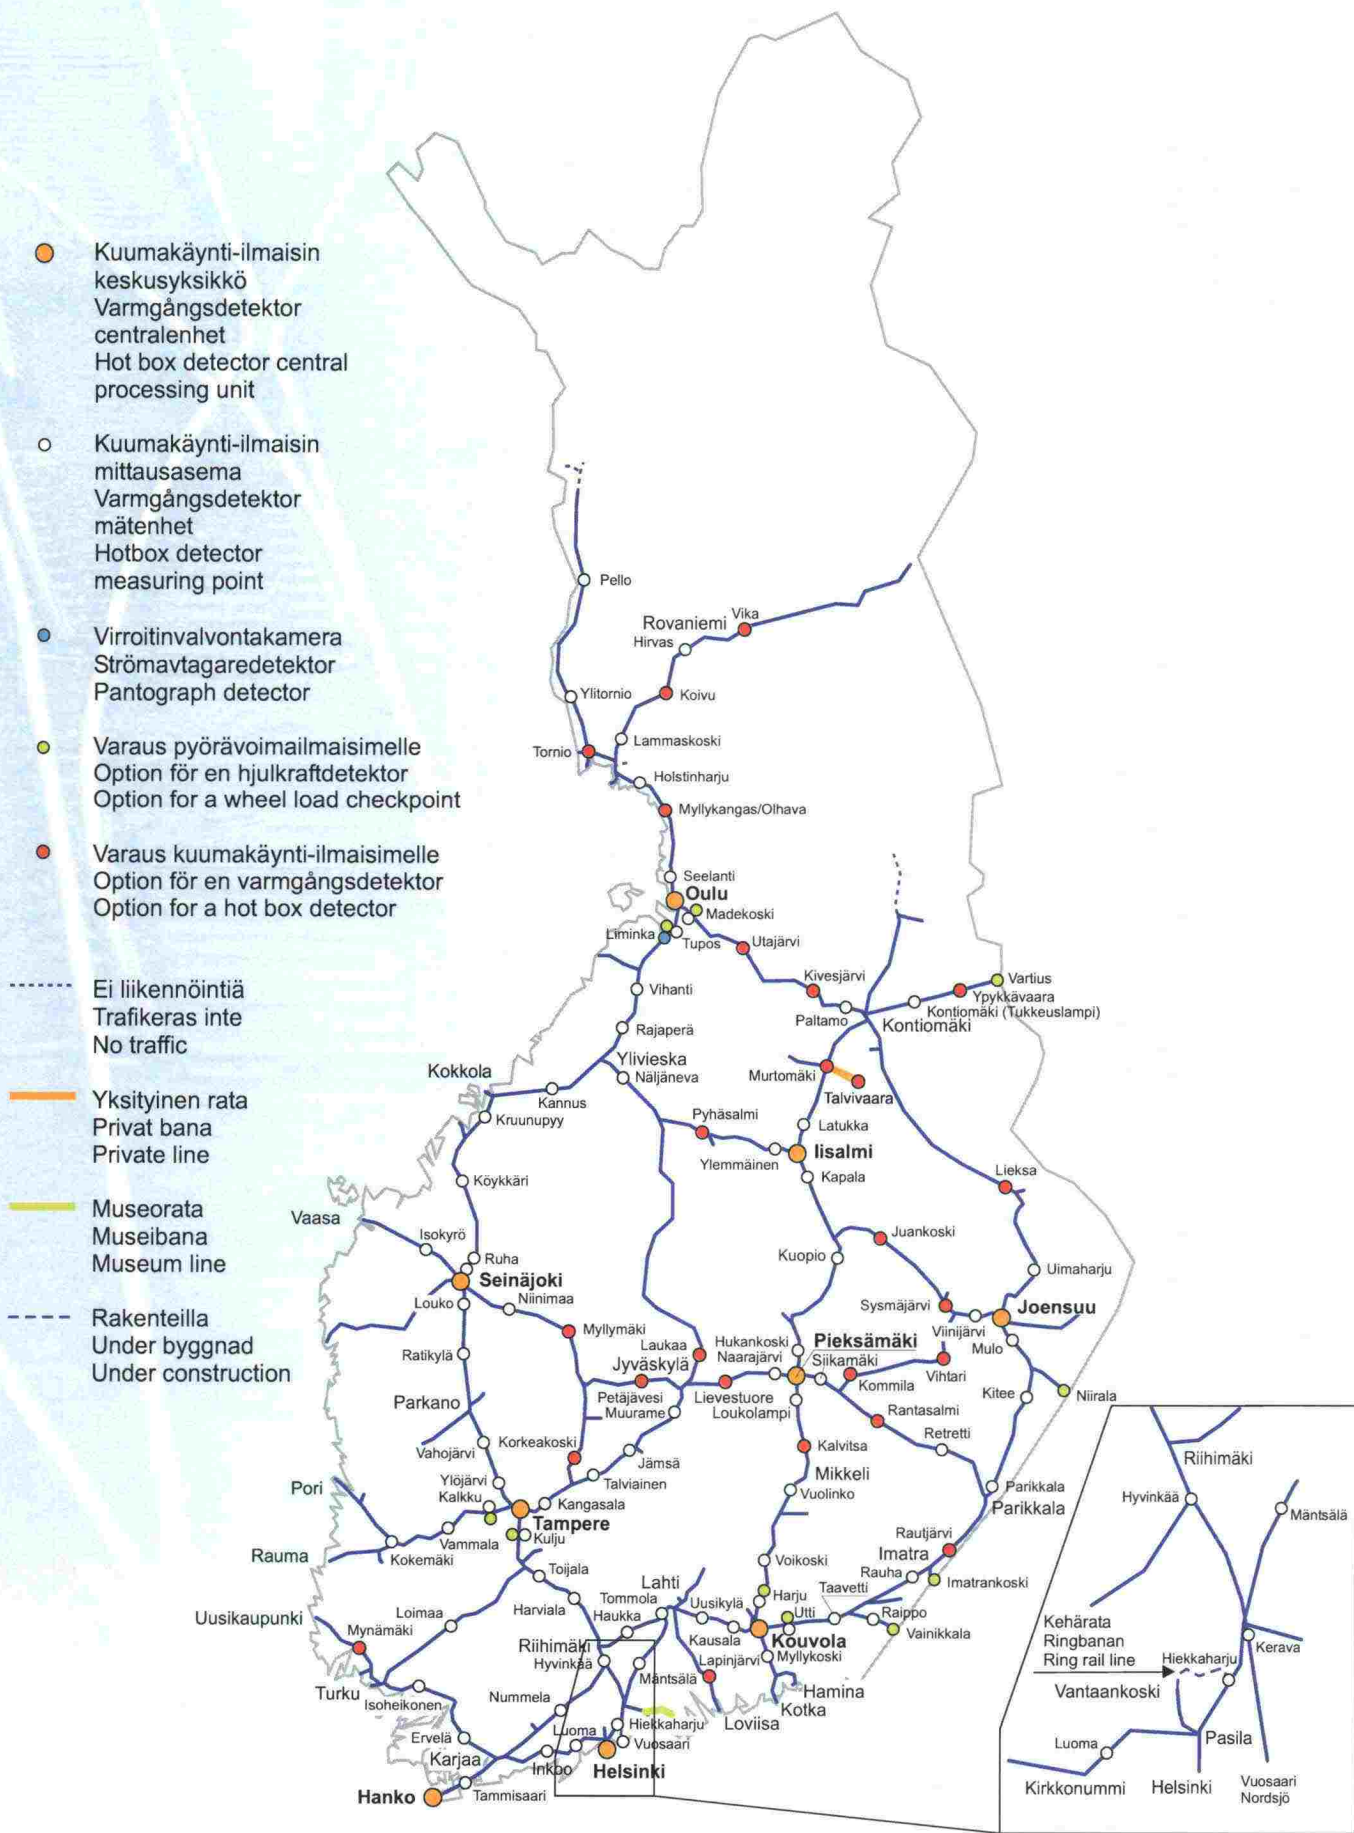 Kuumakäynti-ilmaisin
keskusyksikkö
Varmgångsdetektor
centralenhet
Hot box detector central
processing unit
Kuumakäynti-ilmaisin
mittausasema
Varmgångsdetektor
mätenhet
Hotbox detector
measuring point
Virroitinvalvontakamera
Strömavtagaredetektor
Pantograph detector
Varaus pyörävoimailmaisimelle
Option för en hjulkraftdetektor
Option for a wheel load checkpoint
Varaus kuumakäynti-ilmaisimelle
Option för en varmgångsdetektor
Option for a hot box detector
Ei liikennöintiä
Trafikeras inte
No traffic
Yksityinen rata
Privat bana
Private line
Museorata
Museibana
Museum line
Rakenteilla
Under byggnad
Under construction
Pello
Vika
Rovaniemi
Hirvas
Ylitornio
Koivu
Tornio
Lammaskoski
Holstinharju
Myllykangas/Olhava
Seelanti
Oulu
Madekoski
Liminka
Tupos
Utajärvi
Kivesjärvi
Vartius
Ypykkävaara
Vihanti
Paltamo
Kontiomäki (Tukkeuslampi)
Kontiomäki
Rajaperä
Ylivieska
Kokkola
Näljäneva
Murtomäki
Talvivaara
Kannus
Kruunupyy
Pyhäsalmi
Latukka
Ylemmäinen
Iisalmi
Kapala
Lieksa
Köykkäri
Vaasa
Isokyrö
Juankoski
Ruha
Kuopio
Uimaharju
Seinäjoki
Louko
Niinimaa
Sysmäjärvi
Joensuu
Viinijärvi
Mulo
Myllymäki
Laukaa
Hukankoski
Pieksämäki
Ratikylä
Jyväskylä
Naarajärvi
Siikamäki
Vihtari
Petäjävesi
Lievestuore
Kommila
Kitee
Niirala
Parkano
Muurame
Loukolampi
Rantasalmi
Vahojärvi
Korkeakoski
Kalvitsa
Retretti
Jämsä
Mikkeli
Ylöjärvi
Talviainen
Vuolinko
Parikkala
Parikkala
Pori
Kalkku
Kangasala
Tampere
Vammala
Kulju
Rautjärvi
Rauma
Kokemäki
Imatra
Voikoski
Rauha
Imatrankoski
Toijala
Lahti
Taavetti
Tommola
Harju
Uusikaupunki
Loimaa
Harviala
Haukka
Uusikylä
Utti
Raippo
Mynämäki
Kausala
Kouvola
Vainikkala
Riihimäki
Myllykoski
Hyvinkää
Lapinjärvi
Mäntsälä
Turku
Isoheikonen
Nummela
Hamina
Kotka
Loviisa
Ervelä
Luoma
Hiekkaharju
Vuosaari
Karjaa
Inkoo
Helsinki
Hanko
Tammisaari
Riihimäki
Hyvinkää
Mäntsälä
Kehärata
Ringbanan
Ring rail line
Kerava
Hiekkaharju
Vantaankoski
Luoma
Pasila
Kirkkonummi
Helsinki
Vuosaari
Nordsjö